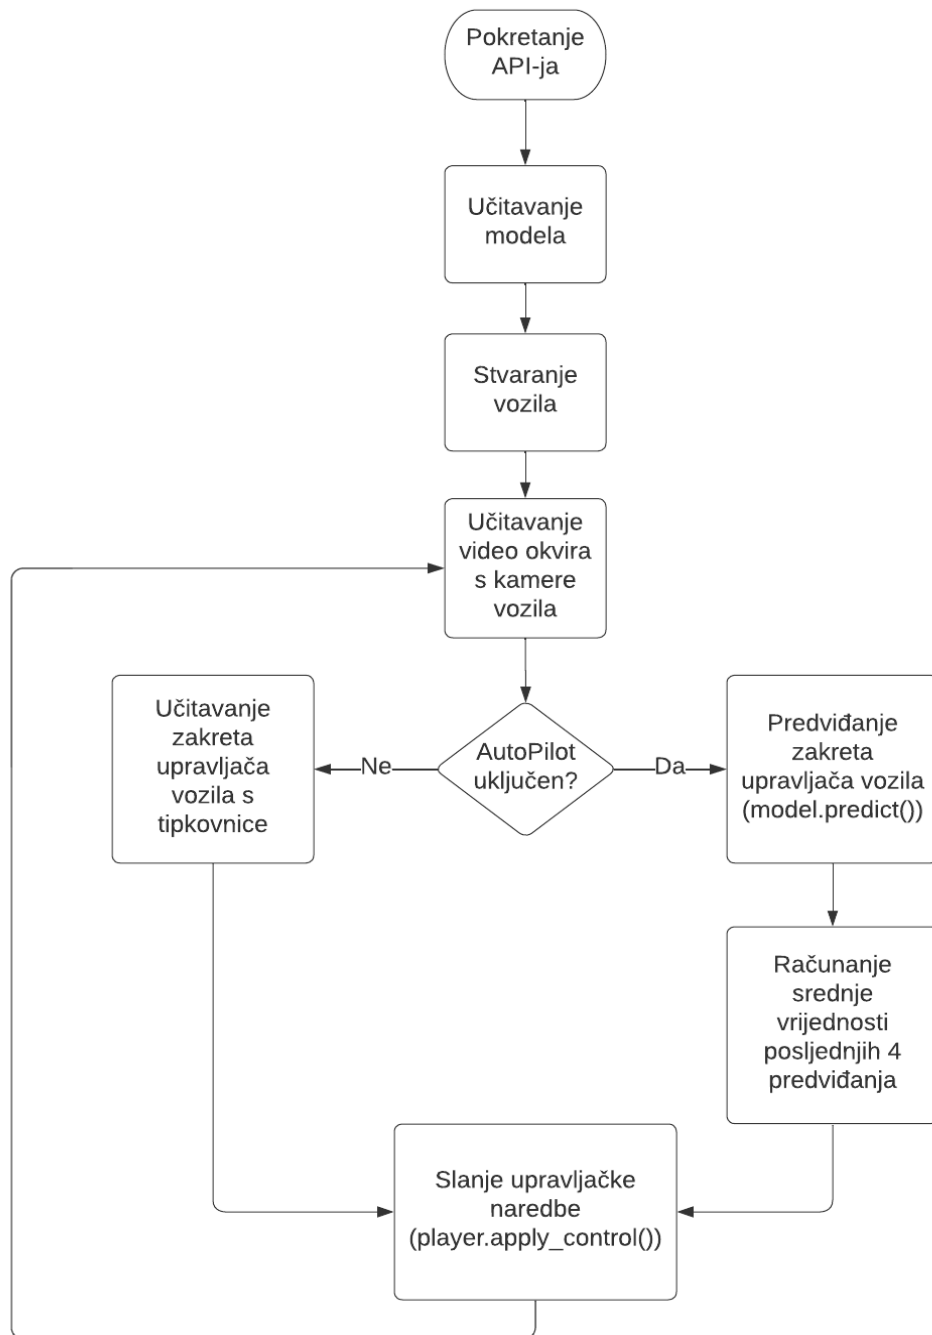 Pokretanje
API-ja
Učitavanje
modela
Stvaranje
vozila
Učitavanje
video okvira
s kamere
vozila
AutoPilot
uključen?
Ne
Da
Učitavanje
zakreta
upravljača
vozila s
tipkovnice
Predviđanje
zakreta
upravljača vozila
(model.predict())
Računanje
srednje
vrijednosti
posljednjih 4
predviđanja
Slanje upravljačke
naredbe
(player.apply_control())